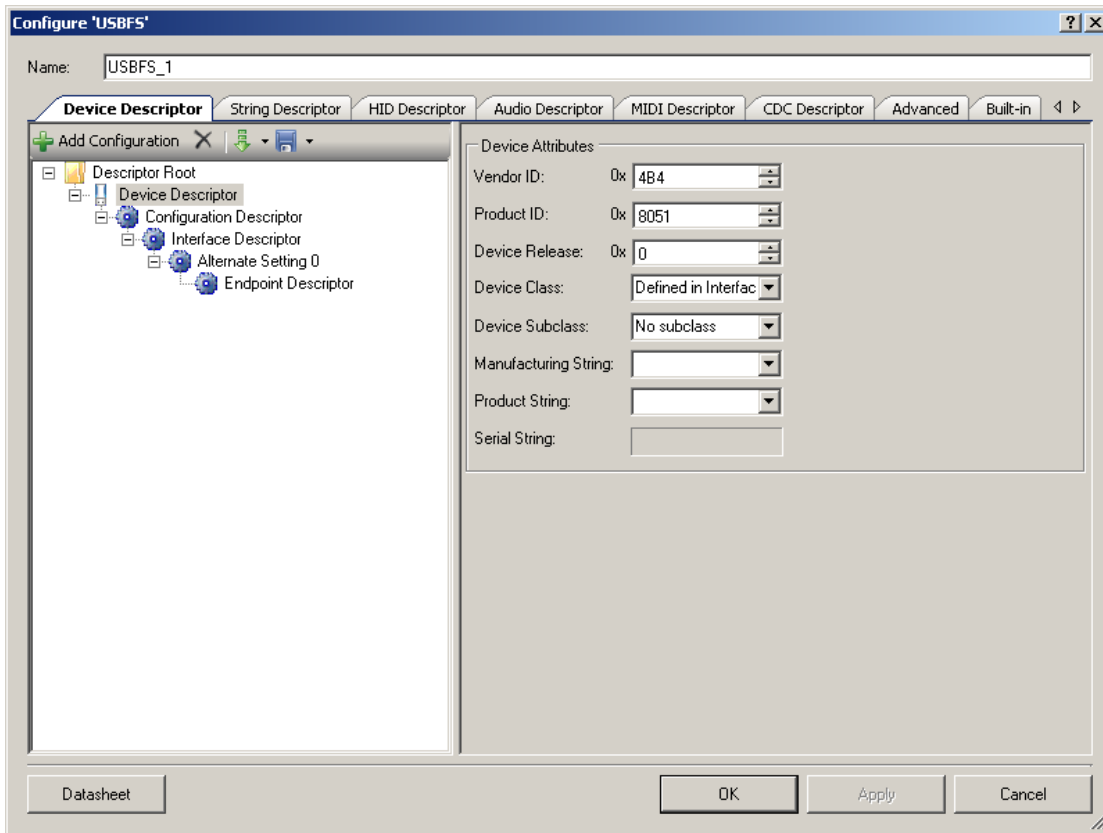 Configure 'USBFS'
Name: USBFS_1
Device Descriptor String Descriptor HID Descriptor Audio Descriptor MIDI Descriptor CDC Descriptor Advanced Built-in
Add Configuration
Descriptor Root
Device Descriptor
Configuration Descriptor
Interface Descriptor
Alternate Setting 0
Endpoint Descriptor
Device Attributes
Vendor ID: 0x 4B4
Product ID: 0x 8051
Device Release: 0x 0
Device Class: Defined in Interfac
Device Subclass: No subclass
Manufacturing String:
Product String:
Serial String:
Datasheet OK Apply Cancel